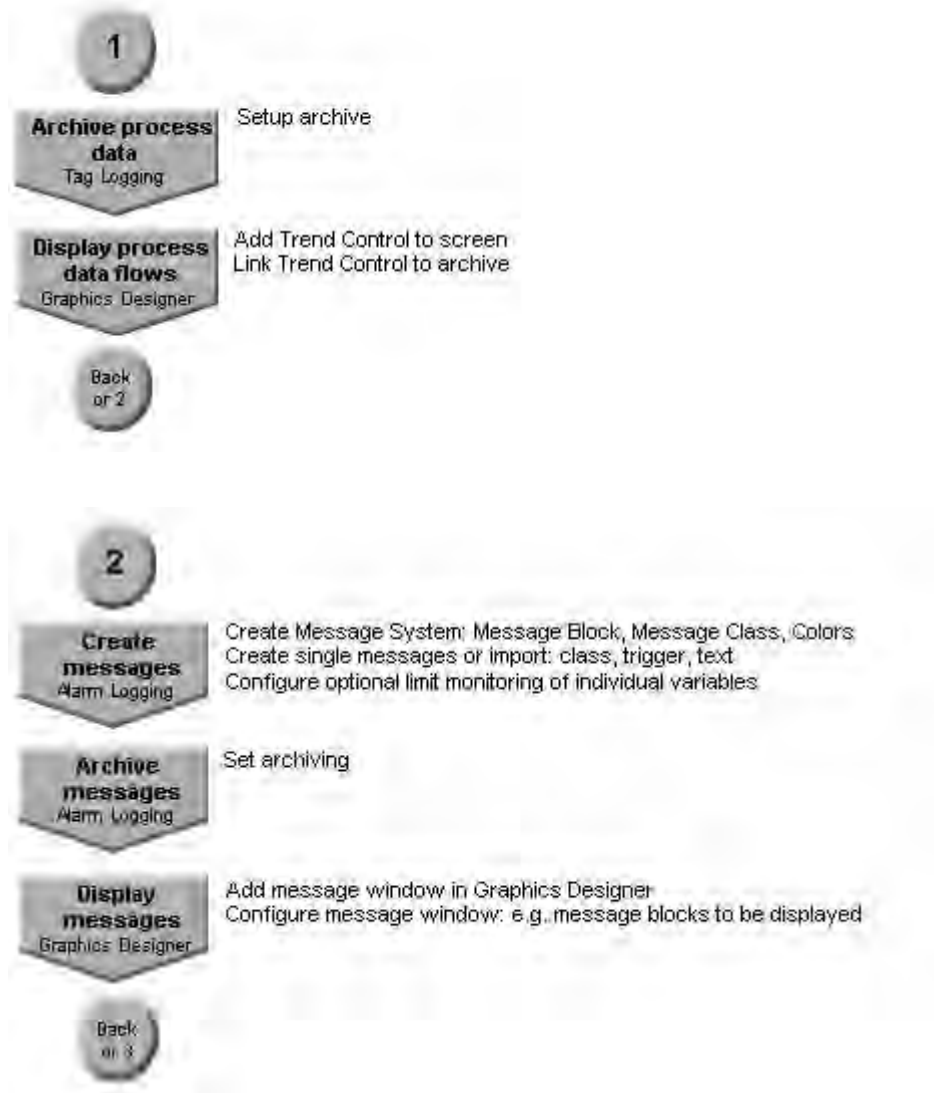 1
Archive process
data
Tag Logging
Setup archive
Display process
data flows
Graphics Designer
Add Trend Control to screen
Link Trend Control to archive
Back
or 2
2
Create
messages
Alarm Logging
Create Message System: Message Block, Message Class, Colors
Create single messages or import: class, trigger, text
Configure optional limit monitoring of individual variables
Archive
messages
Alarm Logging
Set archiving
Display
messages
Graphics Designer
Add message window in Graphics Designer
Configure message window: e.g. message blocks to be displayed
Back
or 3